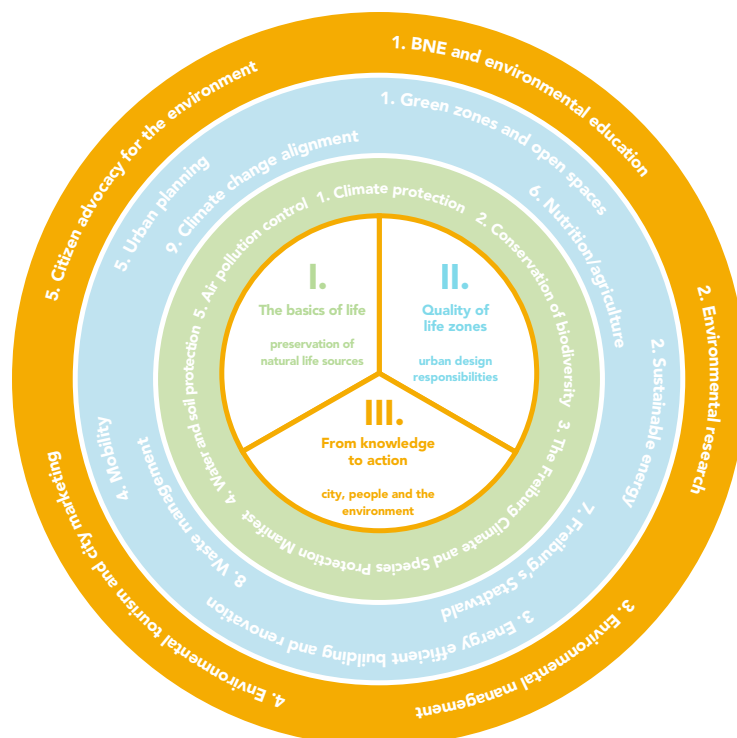 I.
The basics of life
preservation of
natural life sources
II.
Quality of
life zones
urban design
responsibilities
III.
From knowledge
to action
city, people and the
environment
1. Climate protection
2. Conservation of biodiversity
3. The Freiburg Climate and Species Protection Manifest
4. Water and soil protection
5. Air pollution control
1. Green zones and open spaces
2. Sustainable energy
3. Energy efficient building and renovation
4. Mobility
5. Urban planning
6. Nutrition/agriculture
7. Freiburg's Stadtwald
8. Waste management
9. Climate change alignment
1. BNE and environmental education
2. Environmental research
3. Environmental management
4. Environmental tourism and city marketing
5. Citizen advocacy for the environment